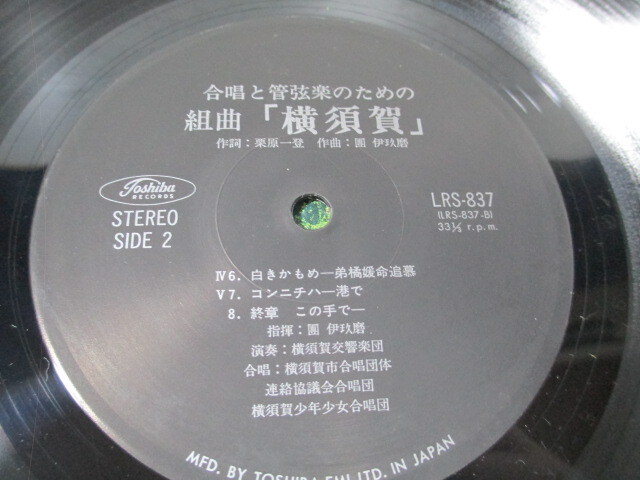 合唱と管弦楽のための
組曲「横須賀」
作詞：栗原一登 作曲：團 伊玖磨
Toshiba
RECORDS
STEREO
SIDE 2
LRS-837
(LRS-837-B)
33⅓ r.p.m.
Ⅳ6. 白きかもめ―弟橘媛命追慕
Ⅴ7. コンニチハ―港で
8. 終章 この手で―
指揮：團 伊玖磨
演奏：横須賀交響楽団
合唱：横須賀市合唱団体
連絡協議会合唱団
横須賀少年少女合唱団
MFD. BY TOSHIBA EMI LTD. IN JAPAN